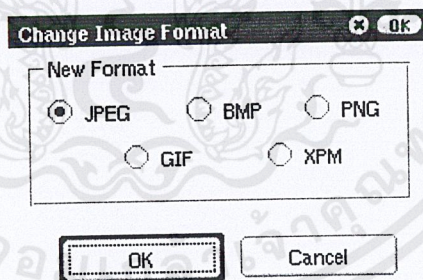 Change Image Format OK
New Format
JPEG BMP PNG
GIF XPM
OK Cancel